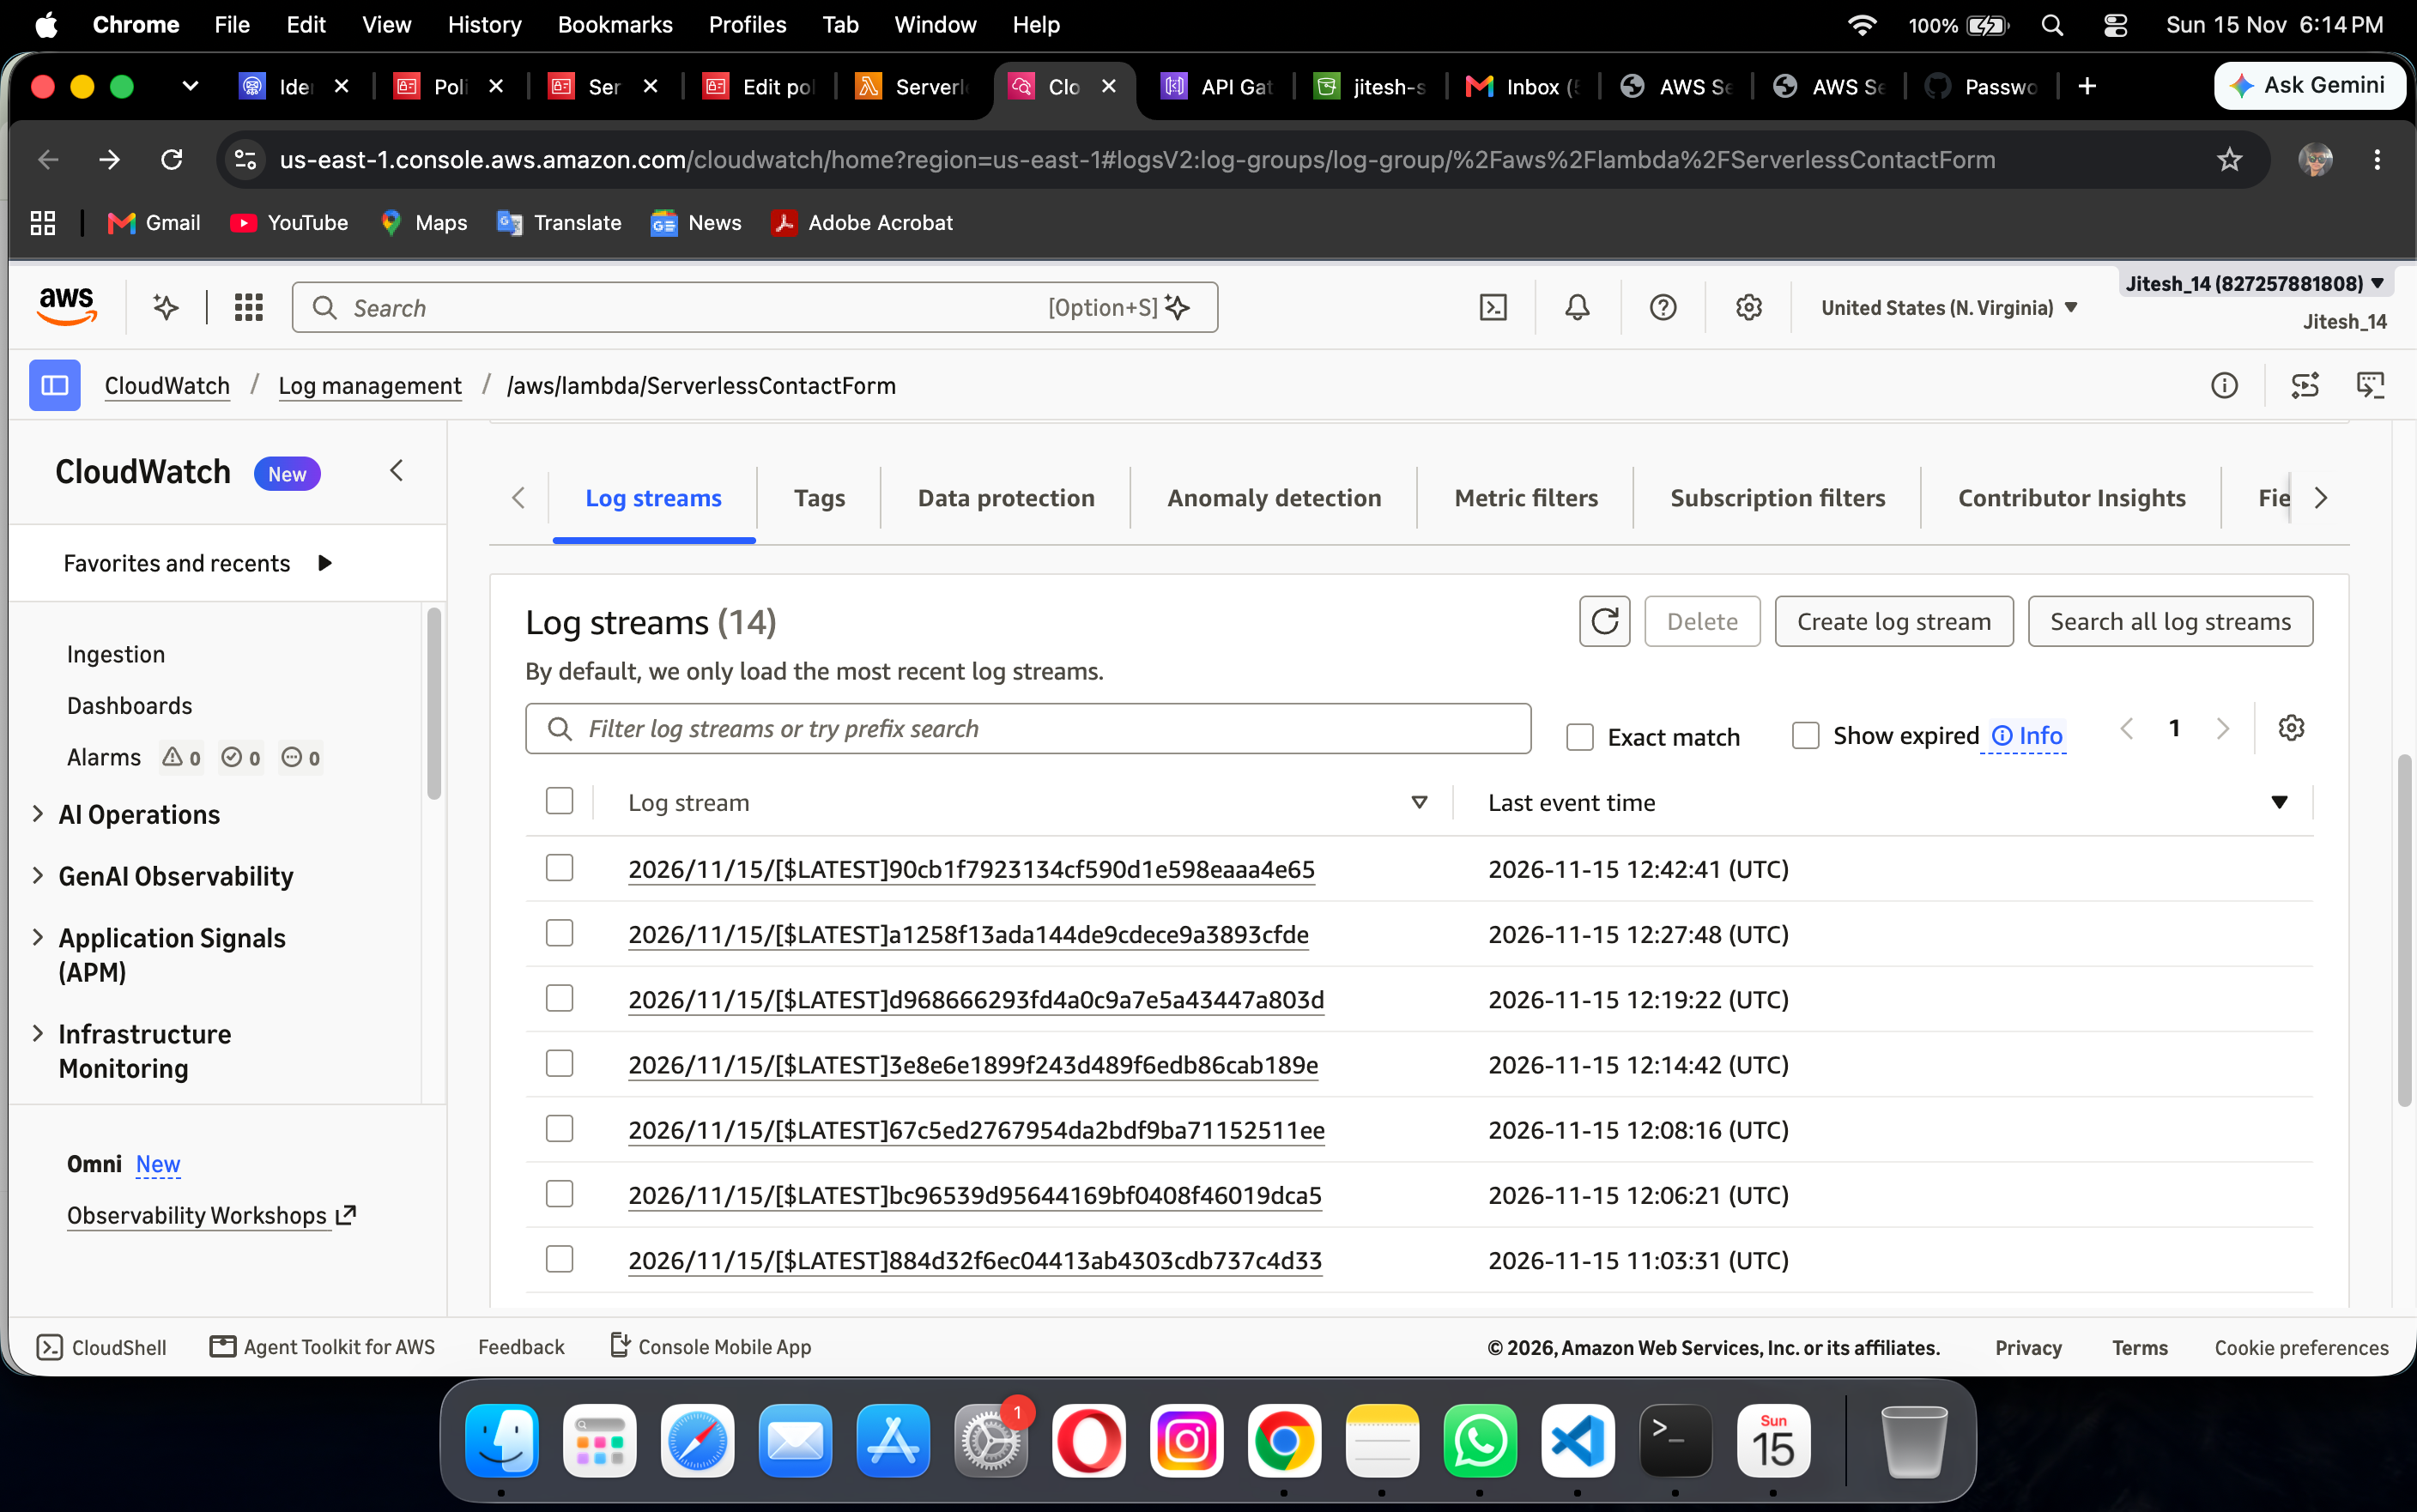 Chrome File Edit View History Bookmarks Profiles Tab Window Help 100% Sun 15 Nov 6:14 PM
Ider Poli Ser Edit pol Serverle Clo API Gat jitesh-s Inbox (5 AWS Se AWS Se Passwo Ask Gemini
us-east-1.console.aws.amazon.com/cloudwatch/home?region=us-east-1#logsV2:log-groups/log-group/%2Faws%2Flambda%2FServerlessContactForm
Gmail YouTube Maps Translate News Adobe Acrobat
aws Search [Option+S] United States (N. Virginia) Jitesh_14 (827257881808)
Jitesh_14
CloudWatch / Log management / /aws/lambda/ServerlessContactForm
CloudWatch New
Favorites and recents
Ingestion
Dashboards
Alarms 0 0 0
AI Operations
GenAI Observability
Application Signals
(APM)
Infrastructure
Monitoring
Omni New
Observability Workshops
Log streams Tags Data protection Anomaly detection Metric filters Subscription filters Contributor Insights Fie
Log streams (14) Delete Create log stream Search all log streams
By default, we only load the most recent log streams.
Filter log streams or try prefix search Exact match Show expired Info 1
Log stream Last event time
2026/11/15/[$LATEST]90cb1f7923134cf590d1e598eaaa4e65 2026-11-15 12:42:41 (UTC)
2026/11/15/[$LATEST]a1258f13ada144de9cdece9a3893cfde 2026-11-15 12:27:48 (UTC)
2026/11/15/[$LATEST]d968666293fd4a0c9a7e5a43447a803d 2026-11-15 12:19:22 (UTC)
2026/11/15/[$LATEST]3e8e6e1899f243d489f6edb86cab189e 2026-11-15 12:14:42 (UTC)
2026/11/15/[$LATEST]67c5ed2767954da2bdf9ba71152511ee 2026-11-15 12:08:16 (UTC)
2026/11/15/[$LATEST]bc96539d95644169bf0408f46019dca5 2026-11-15 12:06:21 (UTC)
2026/11/15/[$LATEST]884d32f6ec04413ab4303cdb737c4d33 2026-11-15 11:03:31 (UTC)
CloudShell Agent Toolkit for AWS Feedback Console Mobile App © 2026, Amazon Web Services, Inc. or its affiliates. Privacy Terms Cookie preferences
1
Sun
15